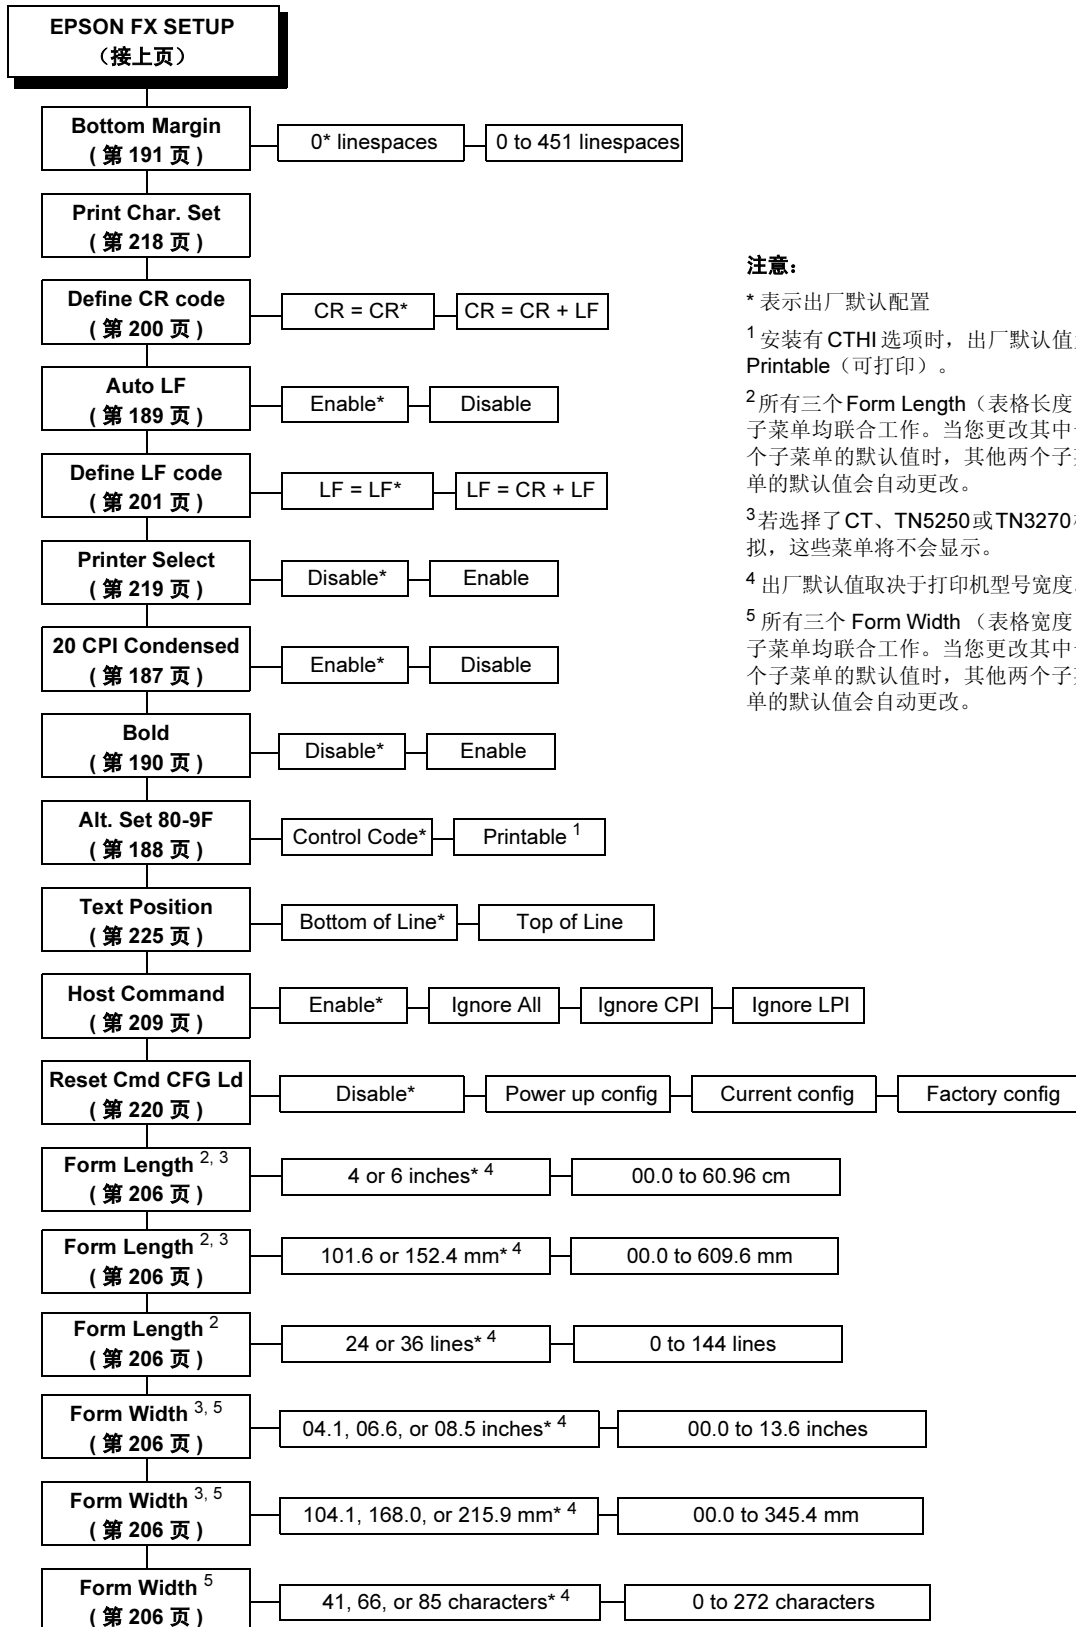 EPSON FX SETUP
（接上页）
Bottom Margin
( 第 191 页 )
0* linespaces
0 to 451 linespaces
Print Char. Set
( 第 218 页 )
Define CR code
( 第 200 页 )
CR = CR*
CR = CR + LF
Auto LF
( 第 189 页 )
Enable*
Disable
Define LF code
( 第 201 页 )
LF = LF*
LF = CR + LF
Printer Select
( 第 219 页 )
Disable*
Enable
20 CPI Condensed
( 第 187 页 )
Enable*
Disable
Bold
( 第 190 页 )
Disable*
Enable
Alt. Set 80-9F
( 第 188 页 )
Control Code*
Printable 1
Text Position
( 第 225 页 )
Bottom of Line*
Top of Line
Host Command
( 第 209 页 )
Enable*
Ignore All
Ignore CPI
Ignore LPI
Reset Cmd CFG Ld
( 第 220 页 )
Disable*
Power up config
Current config
Factory config
Form Length 2, 3
( 第 206 页 )
4 or 6 inches* 4
00.0 to 60.96 cm
Form Length 2, 3
( 第 206 页 )
101.6 or 152.4 mm* 4
00.0 to 609.6 mm
Form Length 2
( 第 206 页 )
24 or 36 lines* 4
0 to 144 lines
Form Width 3, 5
( 第 206 页 )
04.1, 06.6, or 08.5 inches* 4
00.0 to 13.6 inches
Form Width 3, 5
( 第 206 页 )
104.1, 168.0, or 215.9 mm* 4
00.0 to 345.4 mm
Form Width 5
( 第 206 页 )
41, 66, or 85 characters* 4
0 to 272 characters
注意：
* 表示出厂默认配置
1 安装有 CTHI 选项时，出厂默认值
Printable（可打印）。
2 所有三个 Form Length（表格长度
子菜单均联合工作。当您更改其中
个子菜单的默认值时，其他两个子
单的默认值会自动更改。
3 若选择了 CT、TN5250 或 TN3270
拟，这些菜单将不会显示。
4 出厂默认值取决于打印机型号宽度
5 所有三个 Form Width （表格宽度
子菜单均联合工作。当您更改其中
个子菜单的默认值时，其他两个子
单的默认值会自动更改。